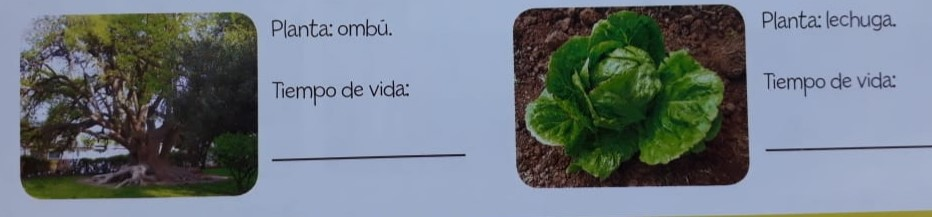 Planta: ombú.
Tiempo de vida:
Planta: lechuga.
Tiempo de vida: